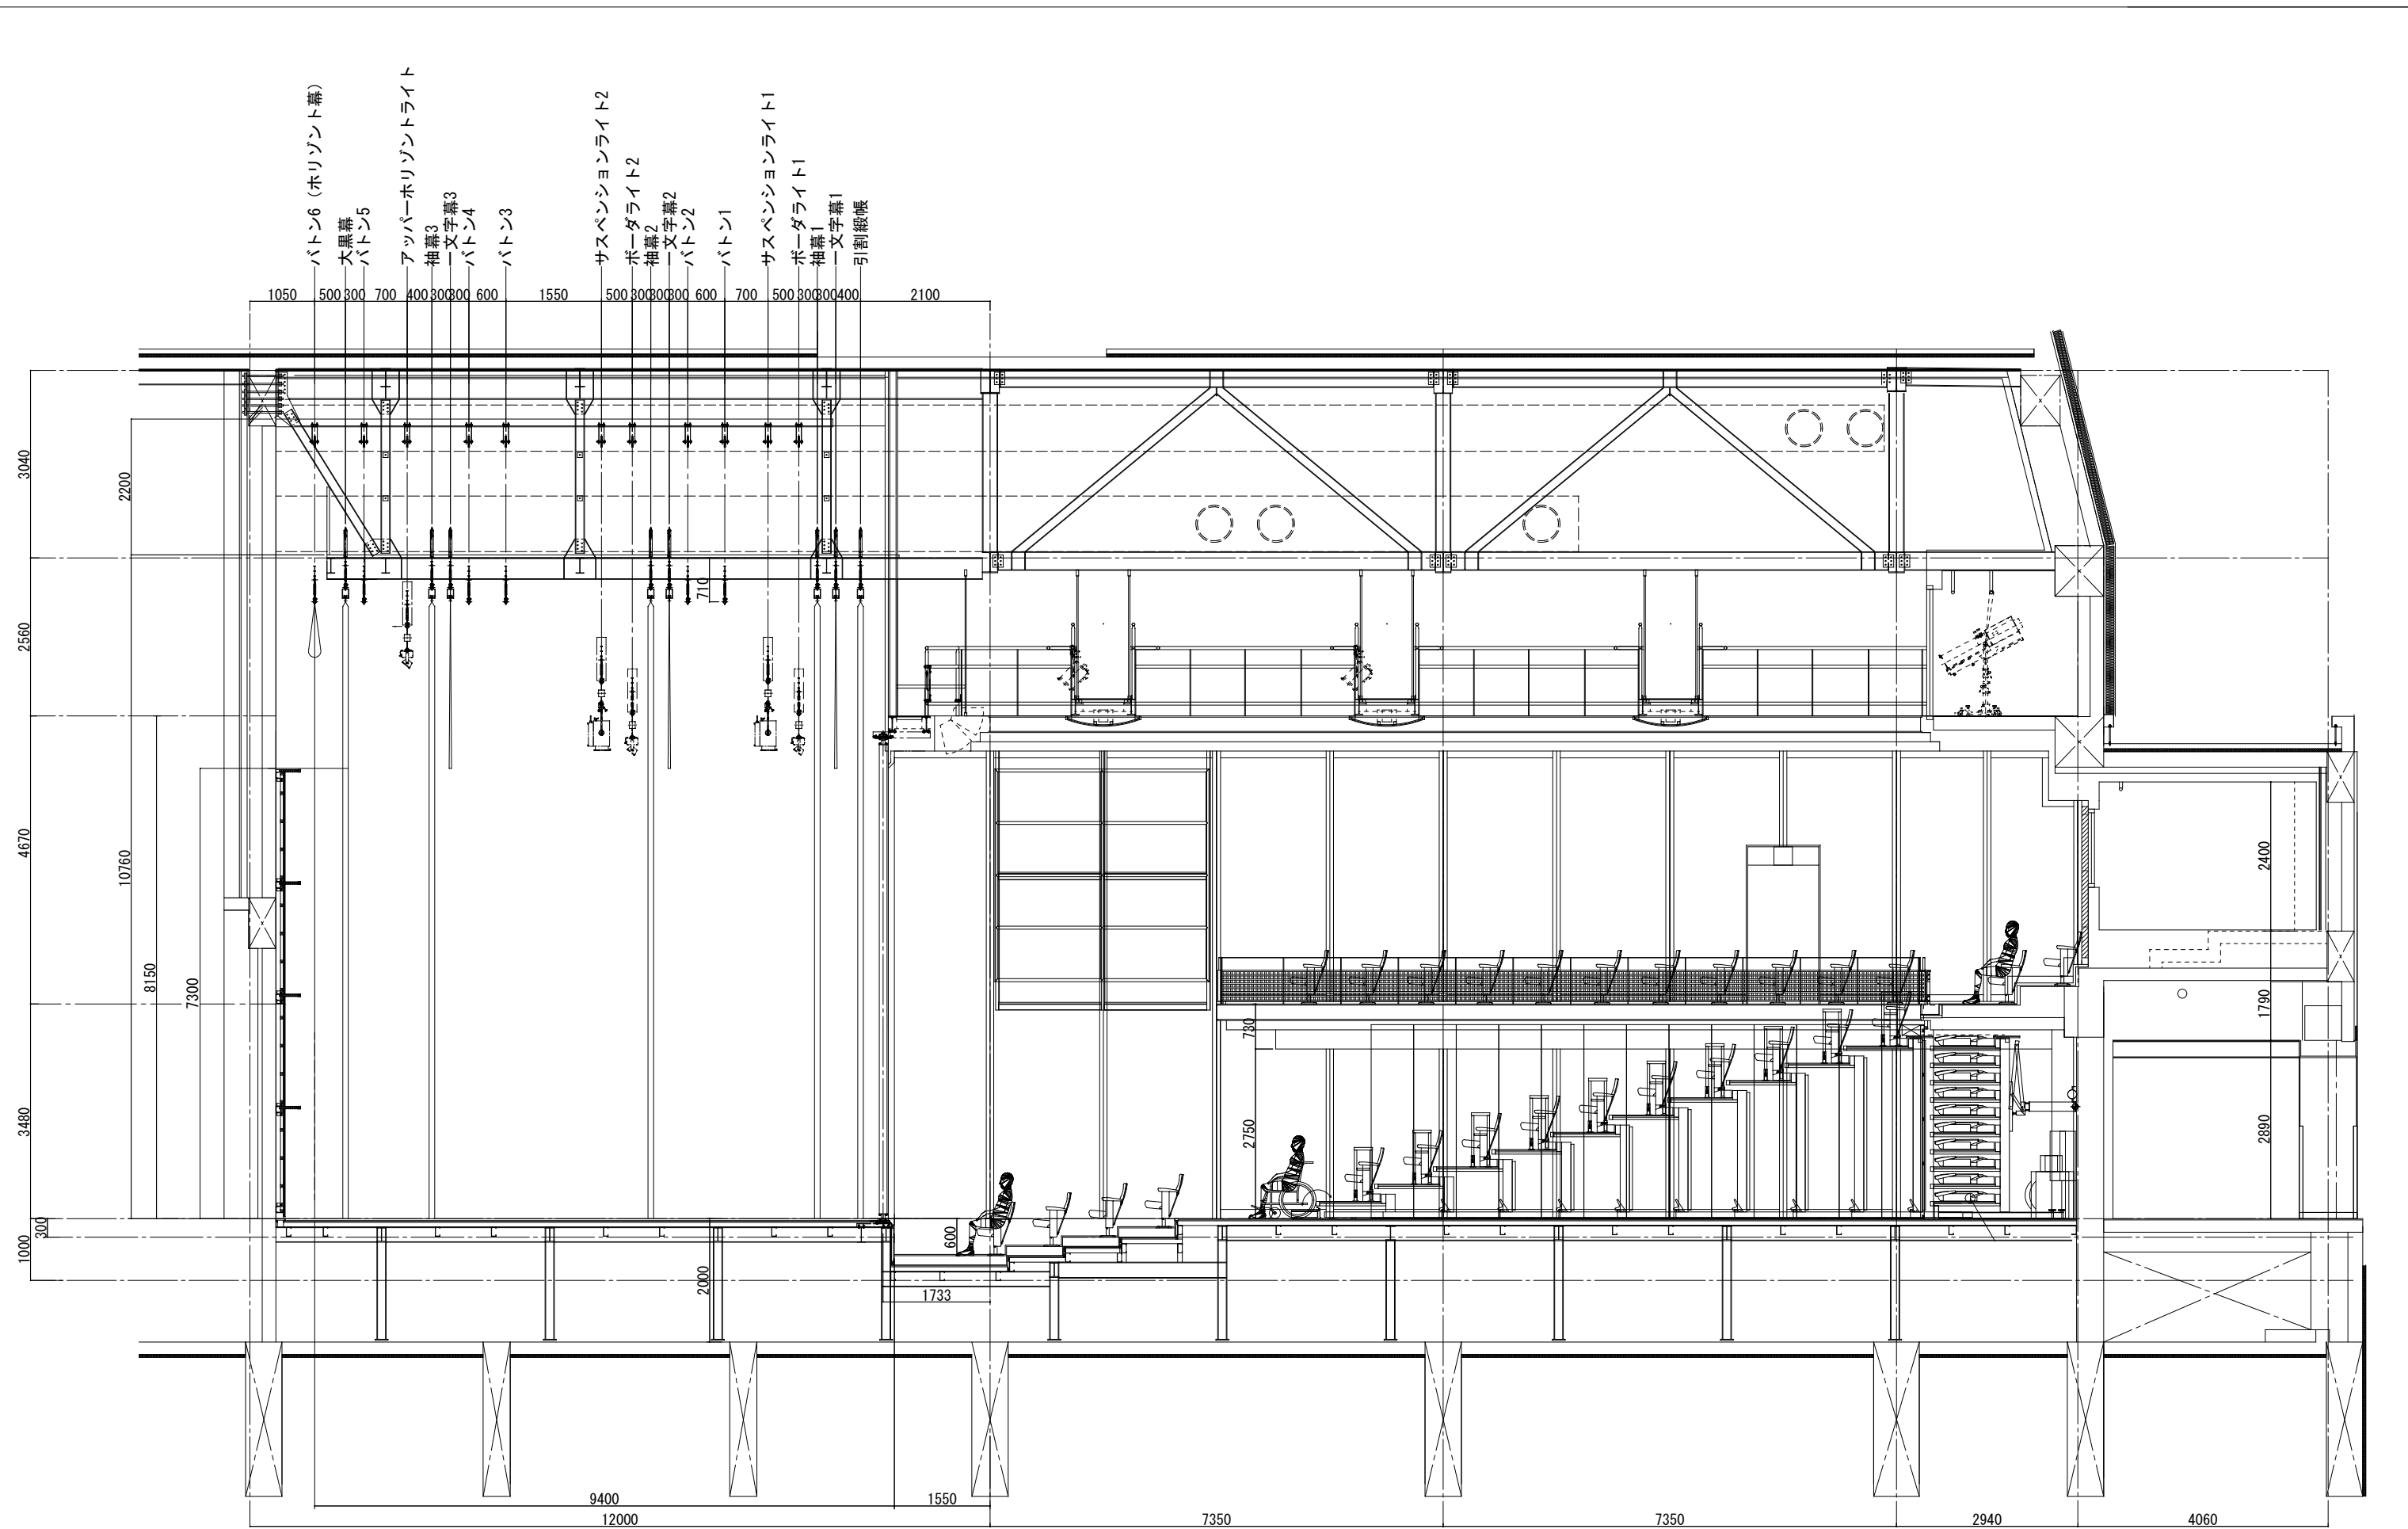 バトン6（ホリゾント幕）
大黒幕
バトン5
アッパーホリゾントライト
袖幕3
一文字幕3
バトン4
バトン3
サスペンションライト2
ボーダライト2
袖幕2
一文字幕2
バトン2
バトン1
サスペンションライト1
ボーダライト1
袖幕1
一文字幕1
引割緞帳
1050 500 300 700 400 300 300 600 1550 500 300 300 300 600 700 500 300 300 400 2100
3040
2200
710
2560
4670
10760
8150
7300
2400
1790
730
3480
2750
2890
300
1000
600
2000
1733
9400 1550
12000 7350 7350 2940 4060